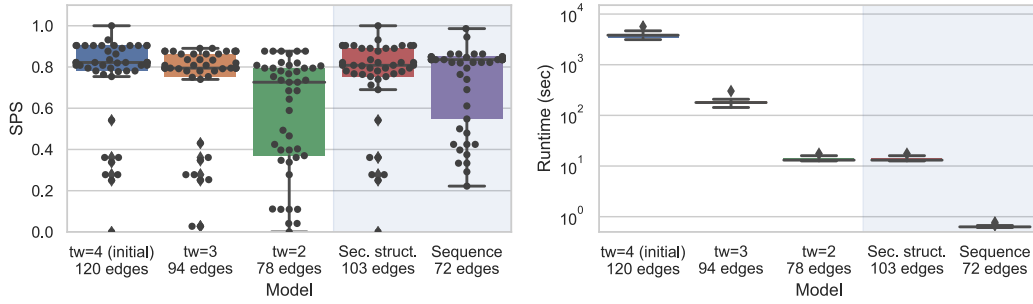 1.0
0.8
0.6
0.4
0.2
0.0
SPS
tw=4 (initial) tw=3 tw=2 Sec. struct. Sequence
120 edges 94 edges 78 edges 103 edges 72 edges
Model
10^4
10^3
10^2
10^1
10^0
Runtime (sec)
tw=4 (initial) tw=3 tw=2 Sec. struct. Sequence
120 edges 94 edges 78 edges 103 edges 72 edges
Model